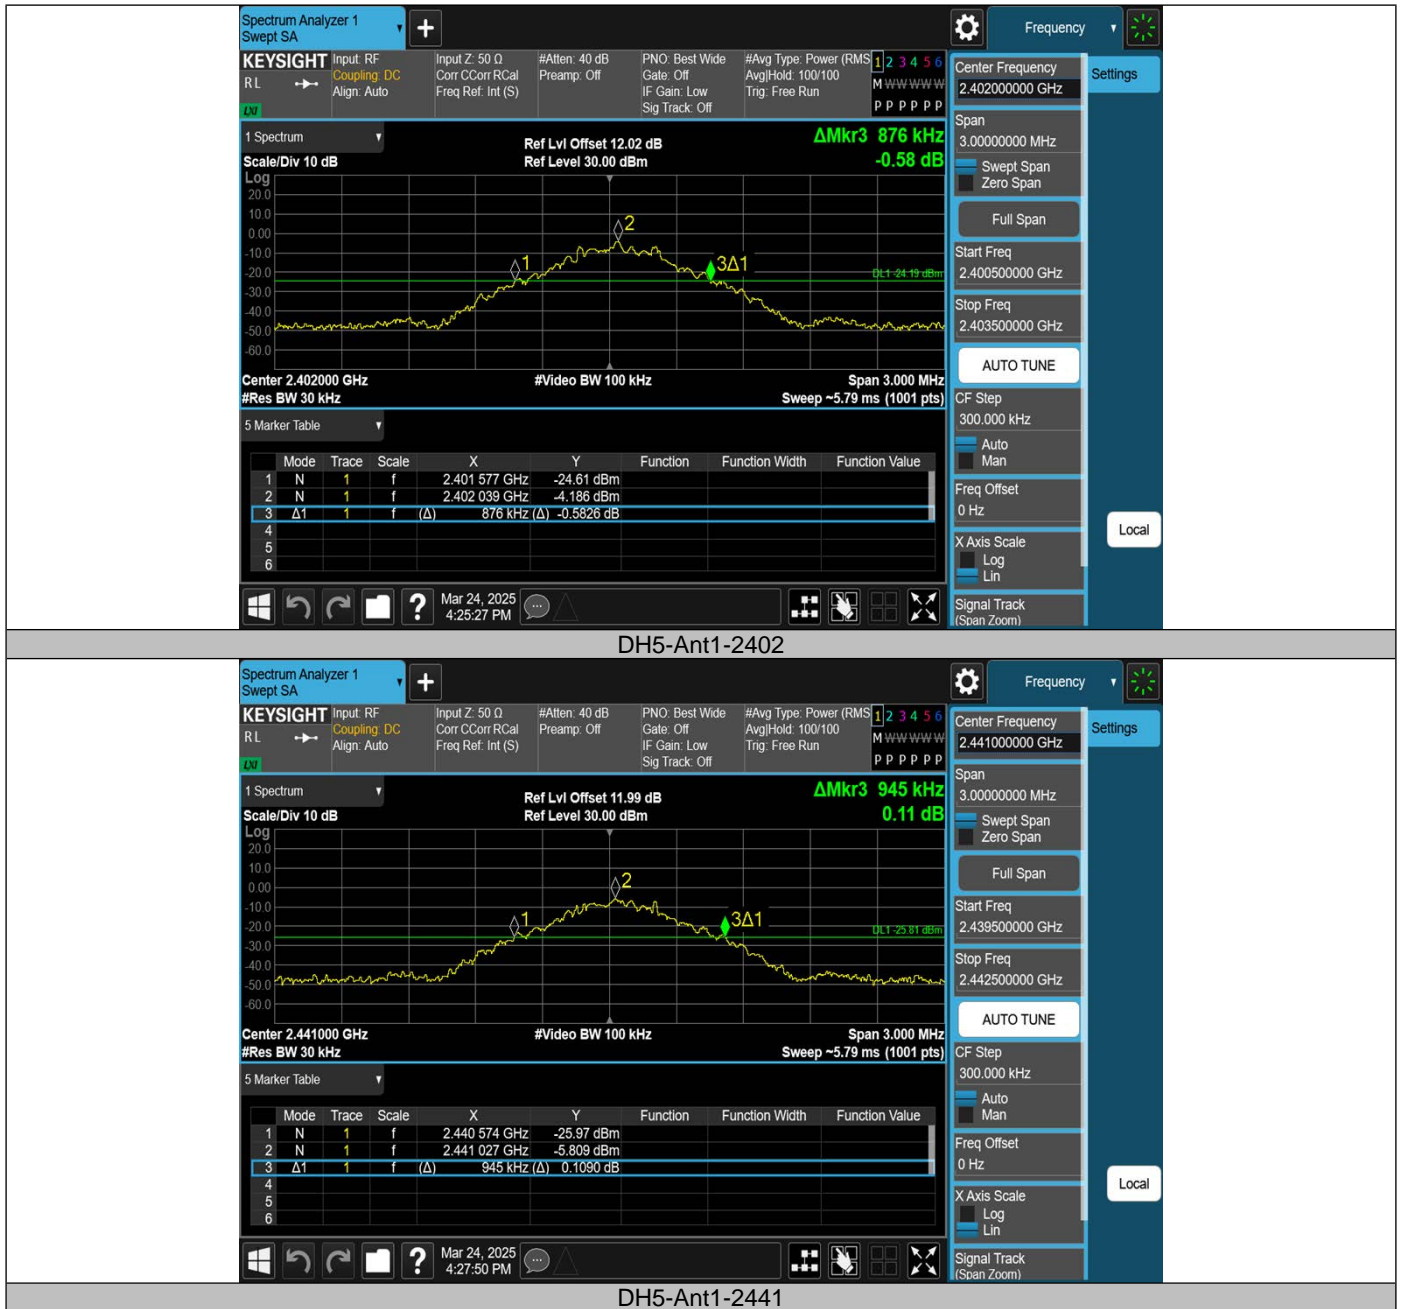 Spectrum Analyzer 1
Swept SA
Frequency
KEYSIGHT
RL
LXI
Input: RF
Coupling: DC
Align: Auto
Input Z: 50 Ω
Corr CCorr RCal
Freq Ref: Int (S)
#Atten: 40 dB
Preamp: Off
PNO: Best Wide
Gate: Off
IF Gain: Low
Sig Track: Off
#Avg Type: Power (RMS
Avg|Hold: 100/100
Trig: Free Run
1 2 3 4 5 6
M W W W W W
P P P P P P
1 Spectrum
Scale/Div 10 dB
Ref Lvl Offset 12.02 dB
Ref Level 30.00 dBm
ΔMkr3 876 kHz
-0.58 dB
Log
20.0
10.0
0.00
-10.0
-20.0
-30.0
-40.0
-50.0
-60.0
1
2
3Δ1
DL1 -24.19 dBm
Center 2.402000 GHz
#Video BW 100 kHz
Span 3.000 MHz
#Res BW 30 kHz
Sweep ~5.79 ms (1001 pts)
5 Marker Table
Mode Trace Scale X Y Function Function Width Function Value
1 N 1 f 2.401 577 GHz -24.61 dBm
2 N 1 f 2.402 039 GHz -4.186 dBm
3 Δ1 1 f (Δ) 876 kHz (Δ) -0.5826 dB
4
5
6
?
Mar 24, 2025
4:25:27 PM
Center Frequency
2.402000000 GHz
Settings
Span
3.00000000 MHz
Swept Span
Zero Span
Full Span
Start Freq
2.400500000 GHz
Stop Freq
2.403500000 GHz
AUTO TUNE
CF Step
300.000 kHz
Auto
Man
Freq Offset
0 Hz
X Axis Scale
Log
Lin
Local
Signal Track
(Span Zoom)
DH5-Ant1-2402
Spectrum Analyzer 1
Swept SA
Frequency
KEYSIGHT
RL
LXI
Input: RF
Coupling: DC
Align: Auto
Input Z: 50 Ω
Corr CCorr RCal
Freq Ref: Int (S)
#Atten: 40 dB
Preamp: Off
PNO: Best Wide
Gate: Off
IF Gain: Low
Sig Track: Off
#Avg Type: Power (RMS
Avg|Hold: 100/100
Trig: Free Run
1 2 3 4 5 6
M W W W W W
P P P P P P
1 Spectrum
Scale/Div 10 dB
Ref Lvl Offset 11.99 dB
Ref Level 30.00 dBm
ΔMkr3 945 kHz
0.11 dB
Log
20.0
10.0
0.00
-10.0
-20.0
-30.0
-40.0
-50.0
-60.0
1
2
3Δ1
DL1 -25.81 dBm
Center 2.441000 GHz
#Video BW 100 kHz
Span 3.000 MHz
#Res BW 30 kHz
Sweep ~5.79 ms (1001 pts)
5 Marker Table
Mode Trace Scale X Y Function Function Width Function Value
1 N 1 f 2.440 574 GHz -25.97 dBm
2 N 1 f 2.441 027 GHz -5.809 dBm
3 Δ1 1 f (Δ) 945 kHz (Δ) 0.1090 dB
4
5
6
?
Mar 24, 2025
4:27:50 PM
Center Frequency
2.441000000 GHz
Settings
Span
3.00000000 MHz
Swept Span
Zero Span
Full Span
Start Freq
2.439500000 GHz
Stop Freq
2.442500000 GHz
AUTO TUNE
CF Step
300.000 kHz
Auto
Man
Freq Offset
0 Hz
X Axis Scale
Log
Lin
Local
Signal Track
(Span Zoom)
DH5-Ant1-2441